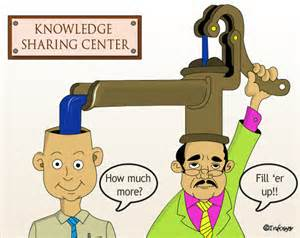 KNOWLEDGE
SHARING CENTER
How much
more?
Fill 'er
up!!